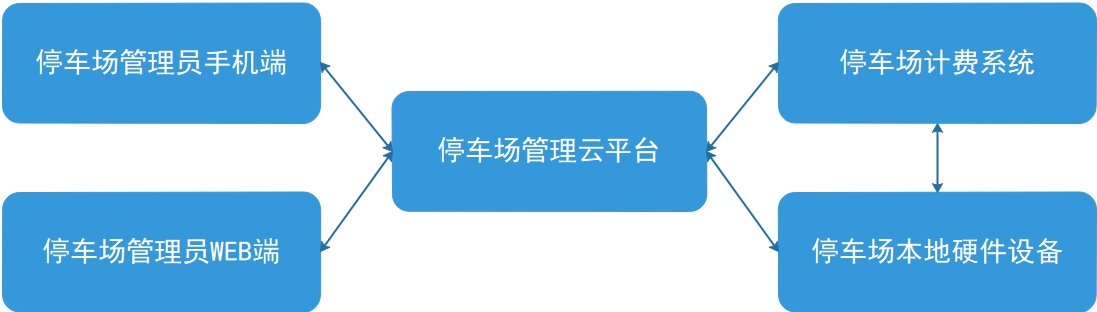 停车场管理员手机端
停车场计费系统
停车场管理云平台
停车场管理员WEB端
停车场本地硬件设备